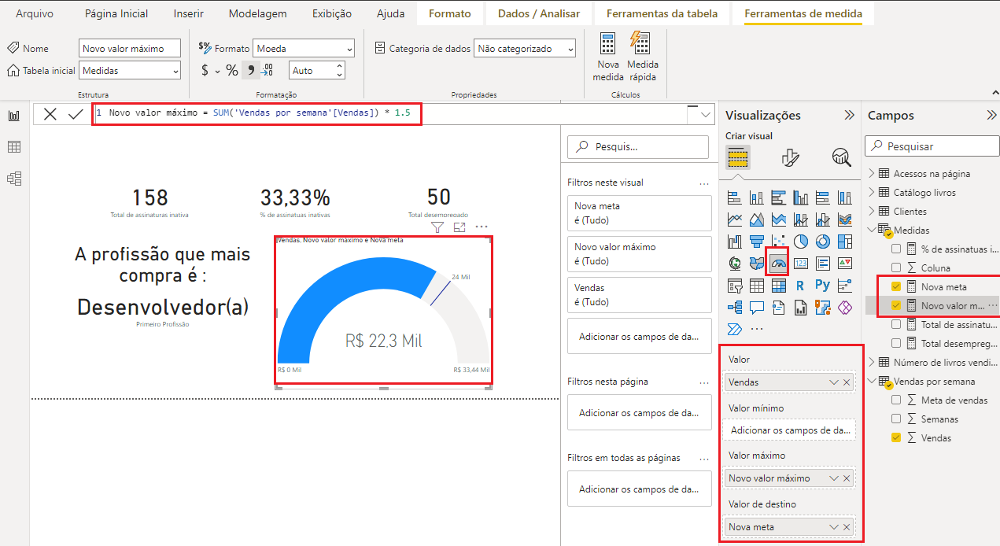 Arquivo Página Inicial Inserir Modelagem Exibição Ajuda Formato Dados / Analisar Ferramentas da tabela Ferramentas de medida
Nome Novo valor máximo
Tabela inicial Medidas
Estrutura
Formato Moeda
$ % 9 .00 Auto
Formatação
Categoria de dados Não categorizado
Propriedades
Nova medida
Medida rápida
Cálculos
1 Novo valor máximo = SUM('Vendas por semana'[Vendas]) * 1.5
158
Total de assinaturas inativa
33,33%
% de assinatuas inativas
50
Total desempregado
A profissão que mais
compra é :
Desenvolvedor(a)
Primeiro Profissão
Vendas, Novo valor máximo e Nova meta
24 Mil
R$ 22,3 Mil
R$ 0 Mil
R$ 33,44 Mil
Pesquis...
Filtros neste visual ...
Nova meta
é (Tudo)
Novo valor máximo
é (Tudo)
Vendas
é (Tudo)
Adicionar os campos de da...
Filtros nesta página ...
Adicionar os campos de da...
Filtros em todas as páginas ...
Adicionar os campos de da...
Visualizações
Criar visual
123
R
Py
...
Valor
Vendas
Valor mínimo
Adicionar os campos de da...
Valor máximo
Novo valor máximo
Valor de destino
Nova meta
Campos
Pesquisar
Acessos na página
Catálogo livros
Clientes
Medidas
% de assinatuas i...
Coluna
Nova meta
Novo valor m... ...
Total de assinatu...
Total desempreg...
Número de livros vendi...
Vendas por semana
Meta de vendas
Semanas
Vendas